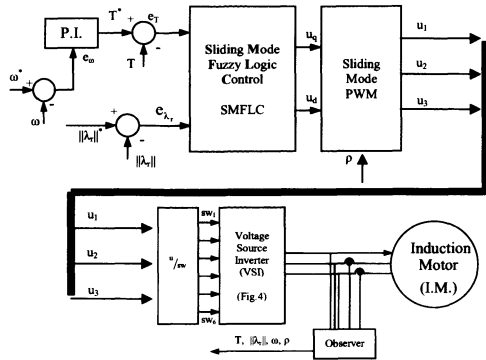 P.I.
T*
+
e_T
-
T
e_ω
ω*
+
-
ω
+
e_λr
-
||λ_r||*
||λ_r||
Sliding Mode
Fuzzy Logic
Control
SMFLC
u_q
u_d
Sliding
Mode
PWM
ρ
u_1
u_2
u_3
u_1
u_2
u_3
u/sw
sw_1
sw_6
Voltage
Source
Inverter
(VSI)
(Fig.4)
Induction
Motor
(I.M.)
Observer
T, ||λ_r||, ω, ρ